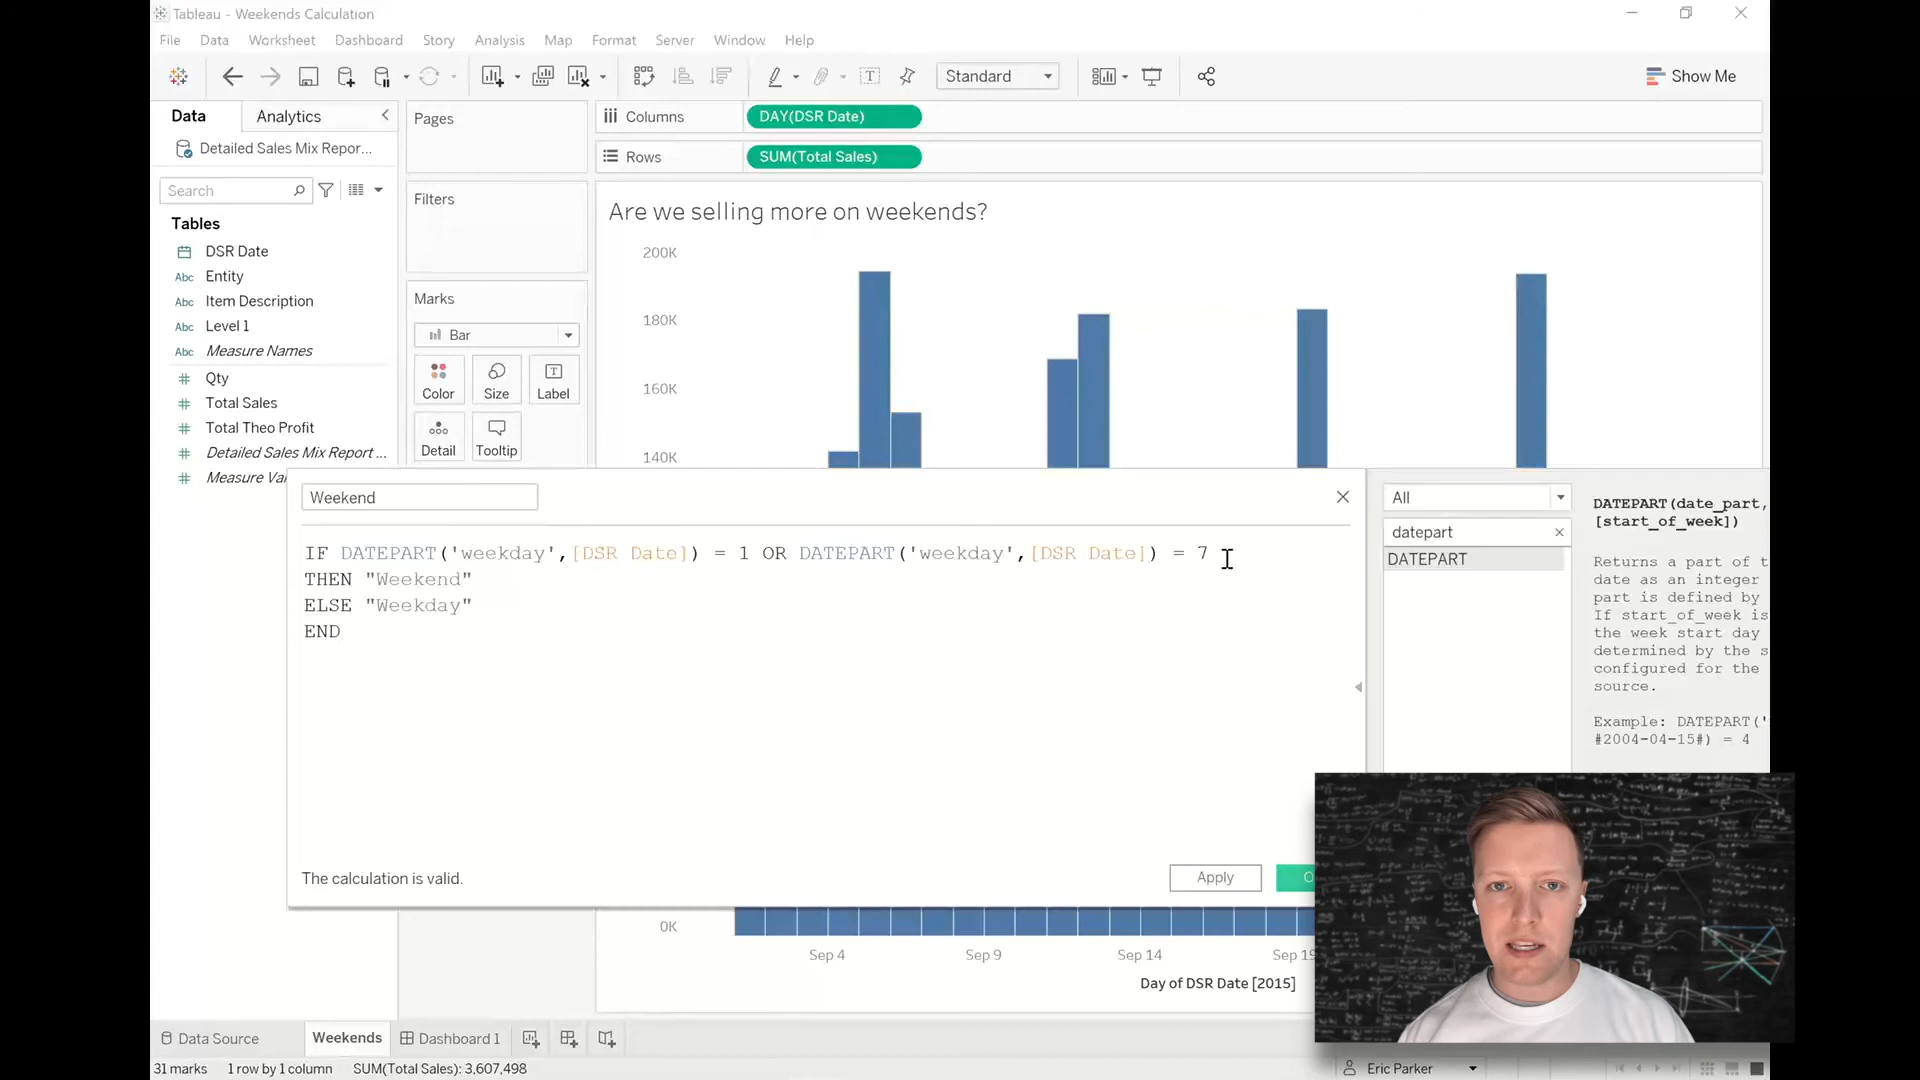 Tableau - Weekends Calculation
File Data Worksheet Dashboard Story Analysis Map Format Server Window Help
Standard
Show Me
Data Analytics
Detailed Sales Mix Repor...
Search
Tables
DSR Date
Abc Entity
Abc Item Description
Abc Level 1
Abc Measure Names
Qty
Total Sales
Total Theo Profit
Detailed Sales Mix Report ...
Pages
Filters
Marks
Bar
Color Size Label
Detail Tooltip
Columns DAY(DSR Date)
Rows SUM(Total Sales)
Are we selling more on weekends?
200K
180K
160K
140K
Weekend
IF DATEPART('weekday',[DSR Date]) = 1 OR DATEPART('weekday',[DSR Date]) = 7
THEN "Weekend"
ELSE "Weekday"
END
The calculation is valid.
Apply
All
datepart
DATEPART
DATEPART(date_part,
[start_of_week])
Returns a part of t
date as an integer
part is defined by
If start_of_week is
the week start day
determined by the s
configured for the
source.
Example: DATEPART('
#2004-04-15#) = 4
0K
Sep 4 Sep 9 Sep 14 Sep 19
Day of DSR Date [2015]
Data Source Weekends Dashboard 1
31 marks 1 row by 1 column SUM(Total Sales): 3,607,498
Eric Parker